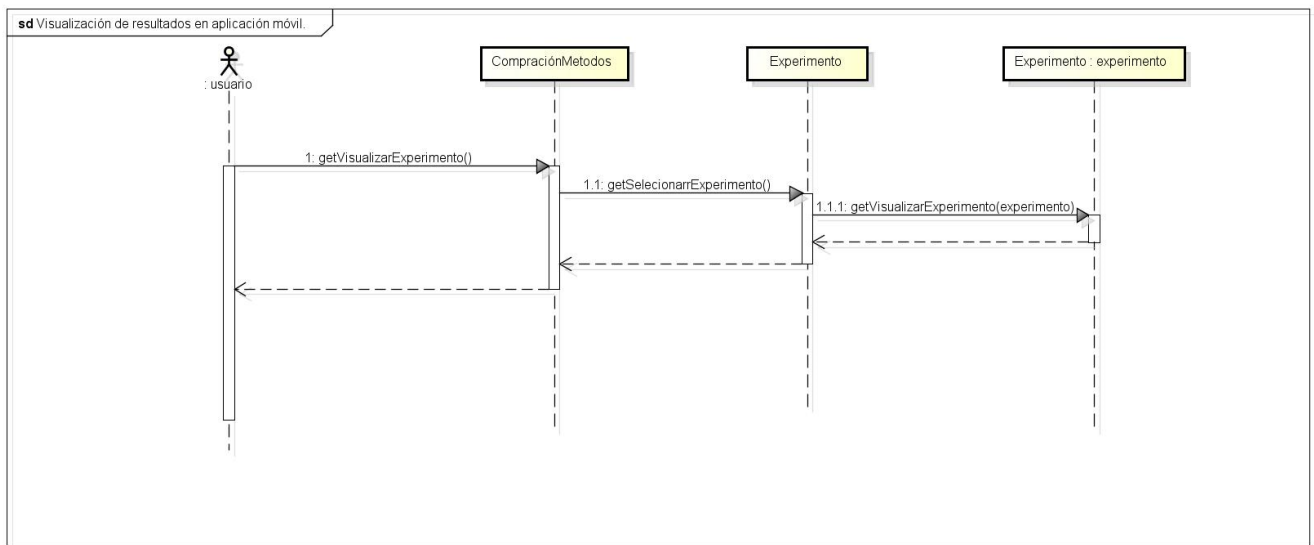 sd Visualización de resultados en aplicación móvil.
: usuario
CompraciónMetodos
Experimento
Experimento : experimento
1: getVisualizarExperimento()
1.1: getSelecionarrExperimento()
1.1.1: getVisualizarExperimento(experimento)